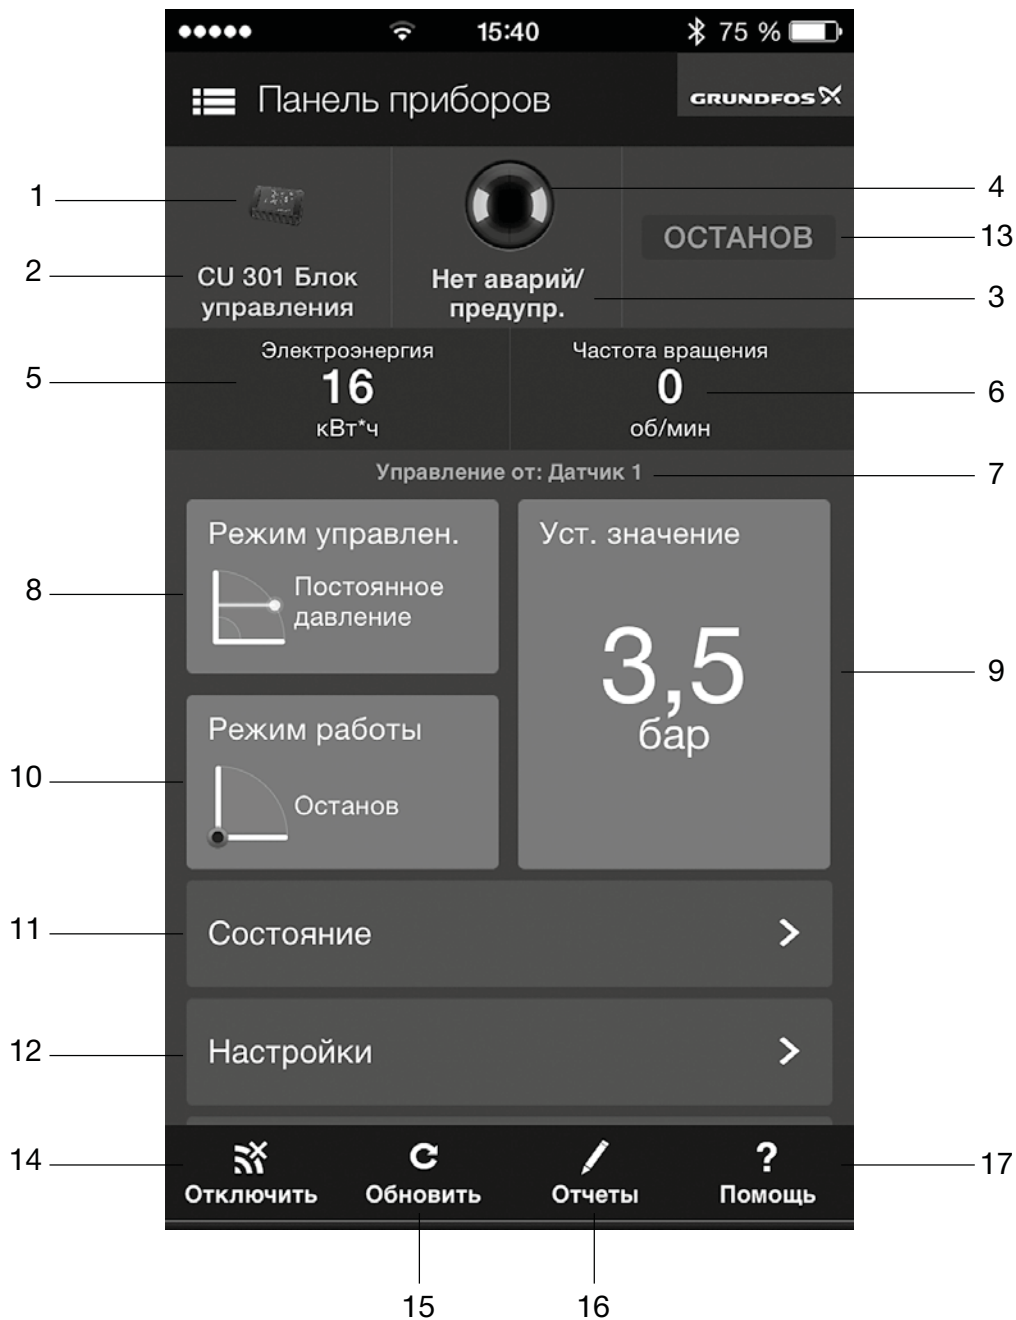 15:40
75 %
Панель приборов
GRUNDFOS
1
4
ОСТАНОВ
13
2
CU 301 Блок
управления
Нет аварий/
предупр.
3
Электроэнергия
16
кВт*ч
5
Частота вращения
0
об/мин
6
Управление от: Датчик 1
7
Режим управлен.
Постоянное
давление
8
Уст. значение
3,5
бар
9
Режим работы
Останов
10
11
Состояние
12
Настройки
14
Отключить
Обновить
Отчеты
Помощь
17
15
16